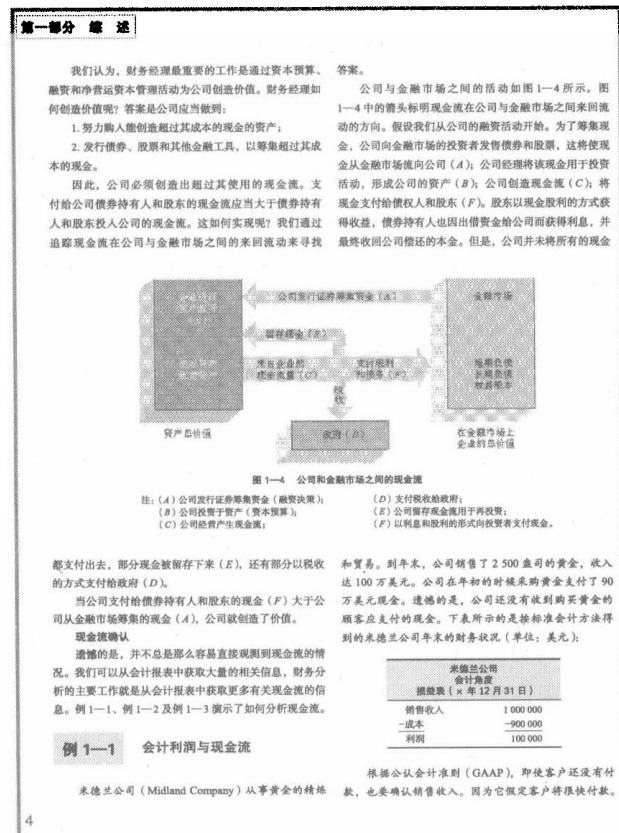 第一部分 综 述
我们认为，财务经理最重要的工作是通过资本预算、
融资和净营运资本管理活动为公司创造价值。财务经理如
何创造价值呢？答案是公司应当做到：
1. 努力购入能创造超过其成本的现金的资产；
2. 发行债券、股票和其他金融工具，以筹集超过其成
本的现金。
因此，公司必须创造出超过其使用的现金流。支
付给公司债券持有人和股东的现金流应当大于债券持有
人和股东投入公司的现金流。这如何实现呢？我们通过
追踪现金流在公司与金融市场之间的来回流动来寻找
答案。
公司与金融市场之间的活动如图1—4所示。图
1—4中的箭头标明现金流在公司与金融市场之间来回流
动的方向。假设我们从公司的融资活动开始。为了筹集现
金，公司向金融市场的投资者发售债券和股票，这将使现
金从金融市场流向公司（A）；公司经理将该现金用于投资
活动，形成公司的资产（B）；公司创造现金流（C）；将
现金支付给债权人和股东（F）。股东以现金股利的方式获
得收益，债券持有人也因出借资金给公司而获得利息，并
最终收回公司偿还的本金。但是，公司并未将所有的现金
公司发行证券筹集资金（A）
金融市场
留存现金（E）
来自企业的
现金流量（C）
支付股利
和债等（F）
短期负债
长期负债
权益股本
税收
政府（D）
资产总价值
在金融市场上
企业的总价值
图1—4 公司和金融市场之间的现金流
注：（A）公司发行证券筹集资金（融资决策）；
（B）公司投资于资产（资本预算）；
（C）公司经营产生现金流；
（D）支付税收给政府；
（E）公司留存现金流用于再投资；
（F）以利息和股利的形式向投资者支付现金。
都支付出去，部分现金被留存下来（E），还有部分以税收
的方式支付给政府（D）。
当公司支付给债券持有人和股东的现金（F）大于公
司从金融市场筹集的现金（A），公司就创造了价值。
现金流确认
遗憾的是，并不总是那么容易直接观测到现金流的情
况。我们可以从会计报表中获取大量的相关信息，财务分
析的主要工作就是从会计报表中获取更多有关现金流的信
息。例1—1、例1—2及例1—3演示了如何分析现金流。
例1—1 会计利润与现金流
米德兰公司（Midland Company）从事黄金的精炼
和贸易。到年末，公司销售了2 500盎司的黄金，收入
达100万美元。公司在年初的时候采购黄金支付了90
万美元现金。遗憾的是，公司还没有收到购买黄金的
顾客应支付的现金。下表所示的是按标准会计方法得
到的米德兰公司年末的财务状况（单位：美元）：
米德兰公司
会计角度
损益表（×年12月31日）
销售收入 1 000 000
-成本 -900 000
利润 100 000
根据公认会计准则（GAAP），即使客户还没有付
款，也要确认销售收入。因为它假定客户将很快付款。
4